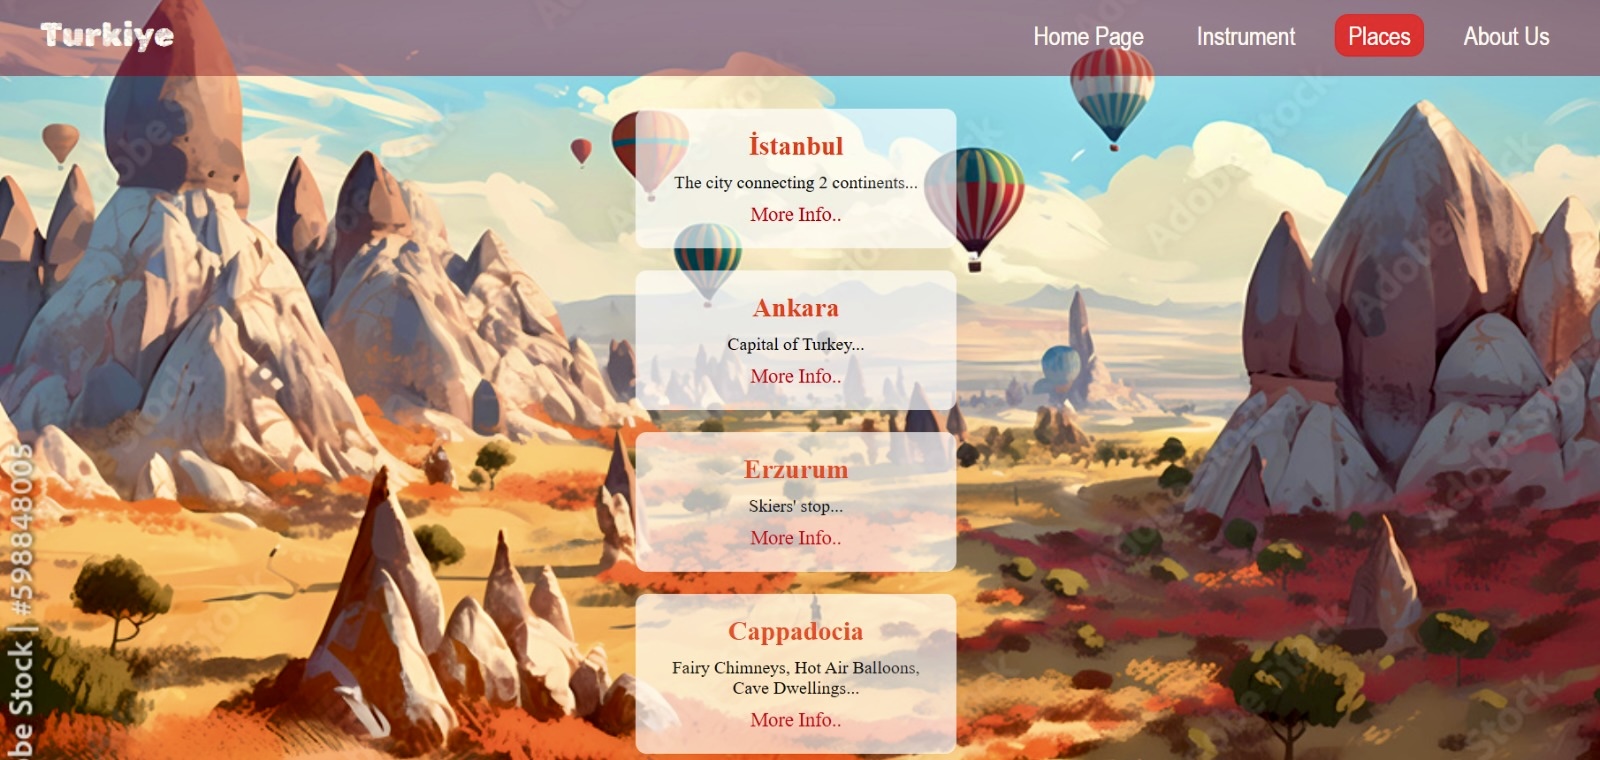 Turkiye
Home Page
Instrument
Places
About Us
İstanbul
The city connecting 2 continents...
More Info..
Ankara
Capital of Turkey...
More Info..
Erzurum
Skiers' stop...
More Info..
Cappadocia
Fairy Chimneys, Hot Air Balloons,
Cave Dwellings...
More Info..
be Stock | #598848005
Adobe Stock